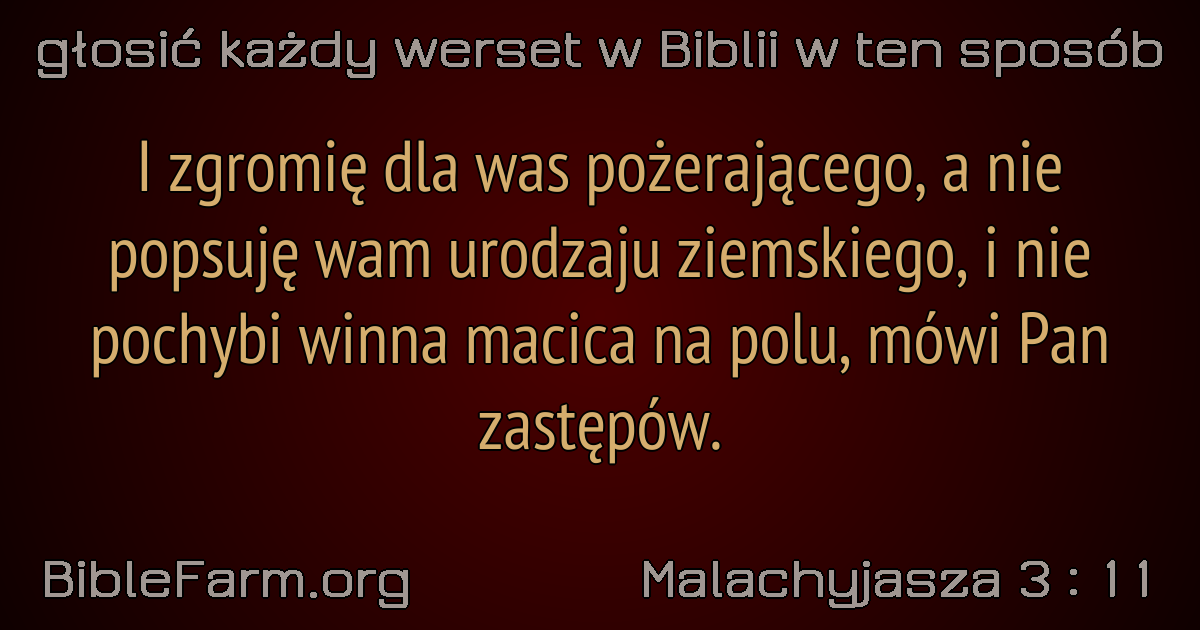 głosić każdy werset w Biblii w ten sposób
I zgromię dla was pożerającego, a nie
popsuję wam urodzaju ziemskiego, i nie
pochybi winna macica na polu, mówi Pan
zastępów.
BibleFarm.org
Malachyjasza 3 : 11